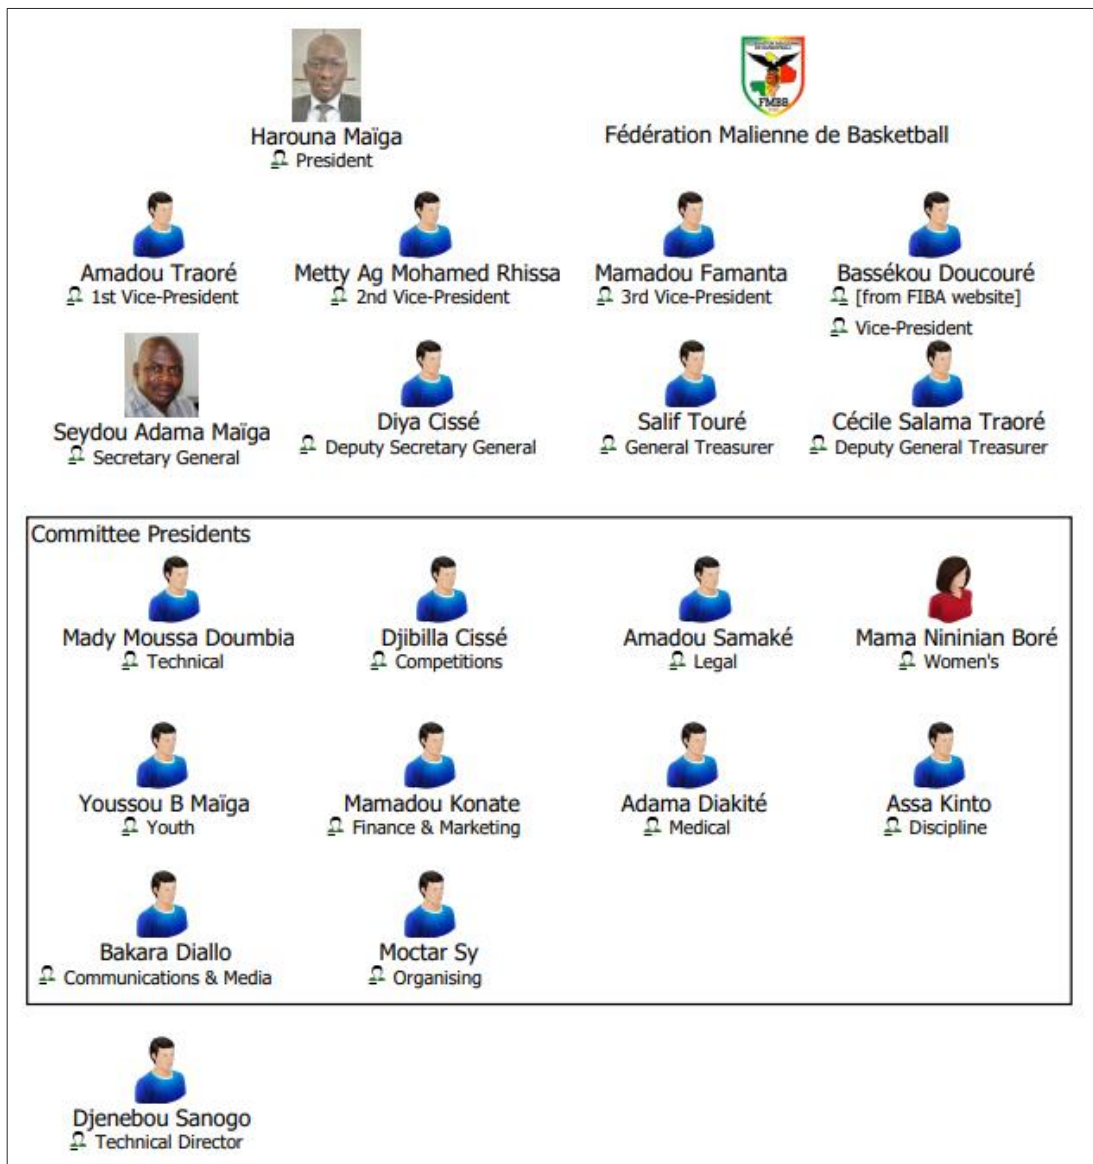 FMBB
Harouna Maïga
President
Fédération Malienne de Basketball
Amadou Traoré
1st Vice-President
Metty Ag Mohamed Rhissa
2nd Vice-President
Mamadou Famanta
3rd Vice-President
Bassékou Doucouré
[from FIBA website]
Vice-President
Seydou Adama Maïga
Secretary General
Diya Cissé
Deputy Secretary General
Salif Touré
General Treasurer
Cécile Salama Traoré
Deputy General Treasurer
Committee Presidents
Mady Moussa Doumbia
Technical
Djibilla Cissé
Competitions
Amadou Samaké
Legal
Mama Nininian Boré
Women's
Youssou B Maïga
Youth
Mamadou Konate
Finance & Marketing
Adama Diakité
Medical
Assa Kinto
Discipline
Bakara Diallo
Communications & Media
Moctar Sy
Organising
Djenebou Sanogo
Technical Director